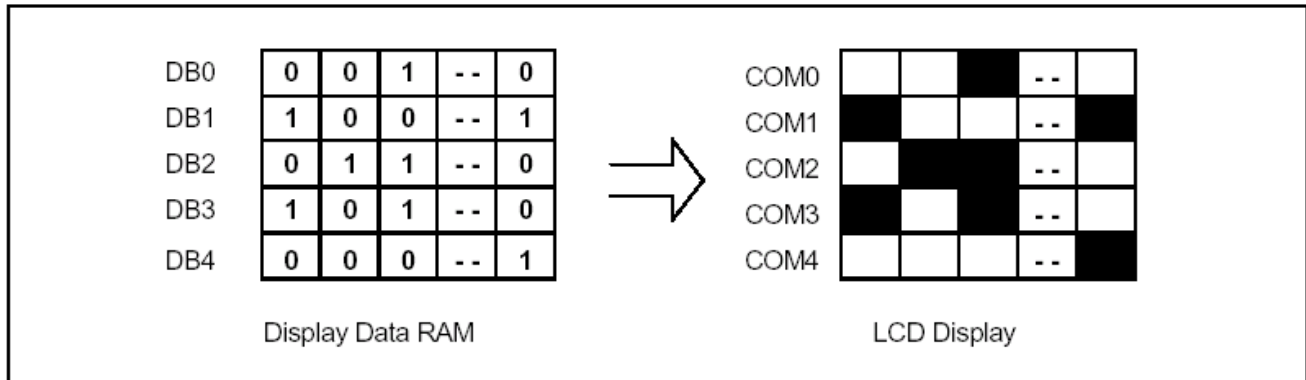 DB0 0 0 1 - - 0 COM0 - -
DB1 1 0 0 - - 1 COM1 - -
DB2 0 1 1 - - 0 COM2 - -
DB3 1 0 1 - - 0 COM3 - -
DB4 0 0 0 - - 1 COM4 - -
Display Data RAM LCD Display